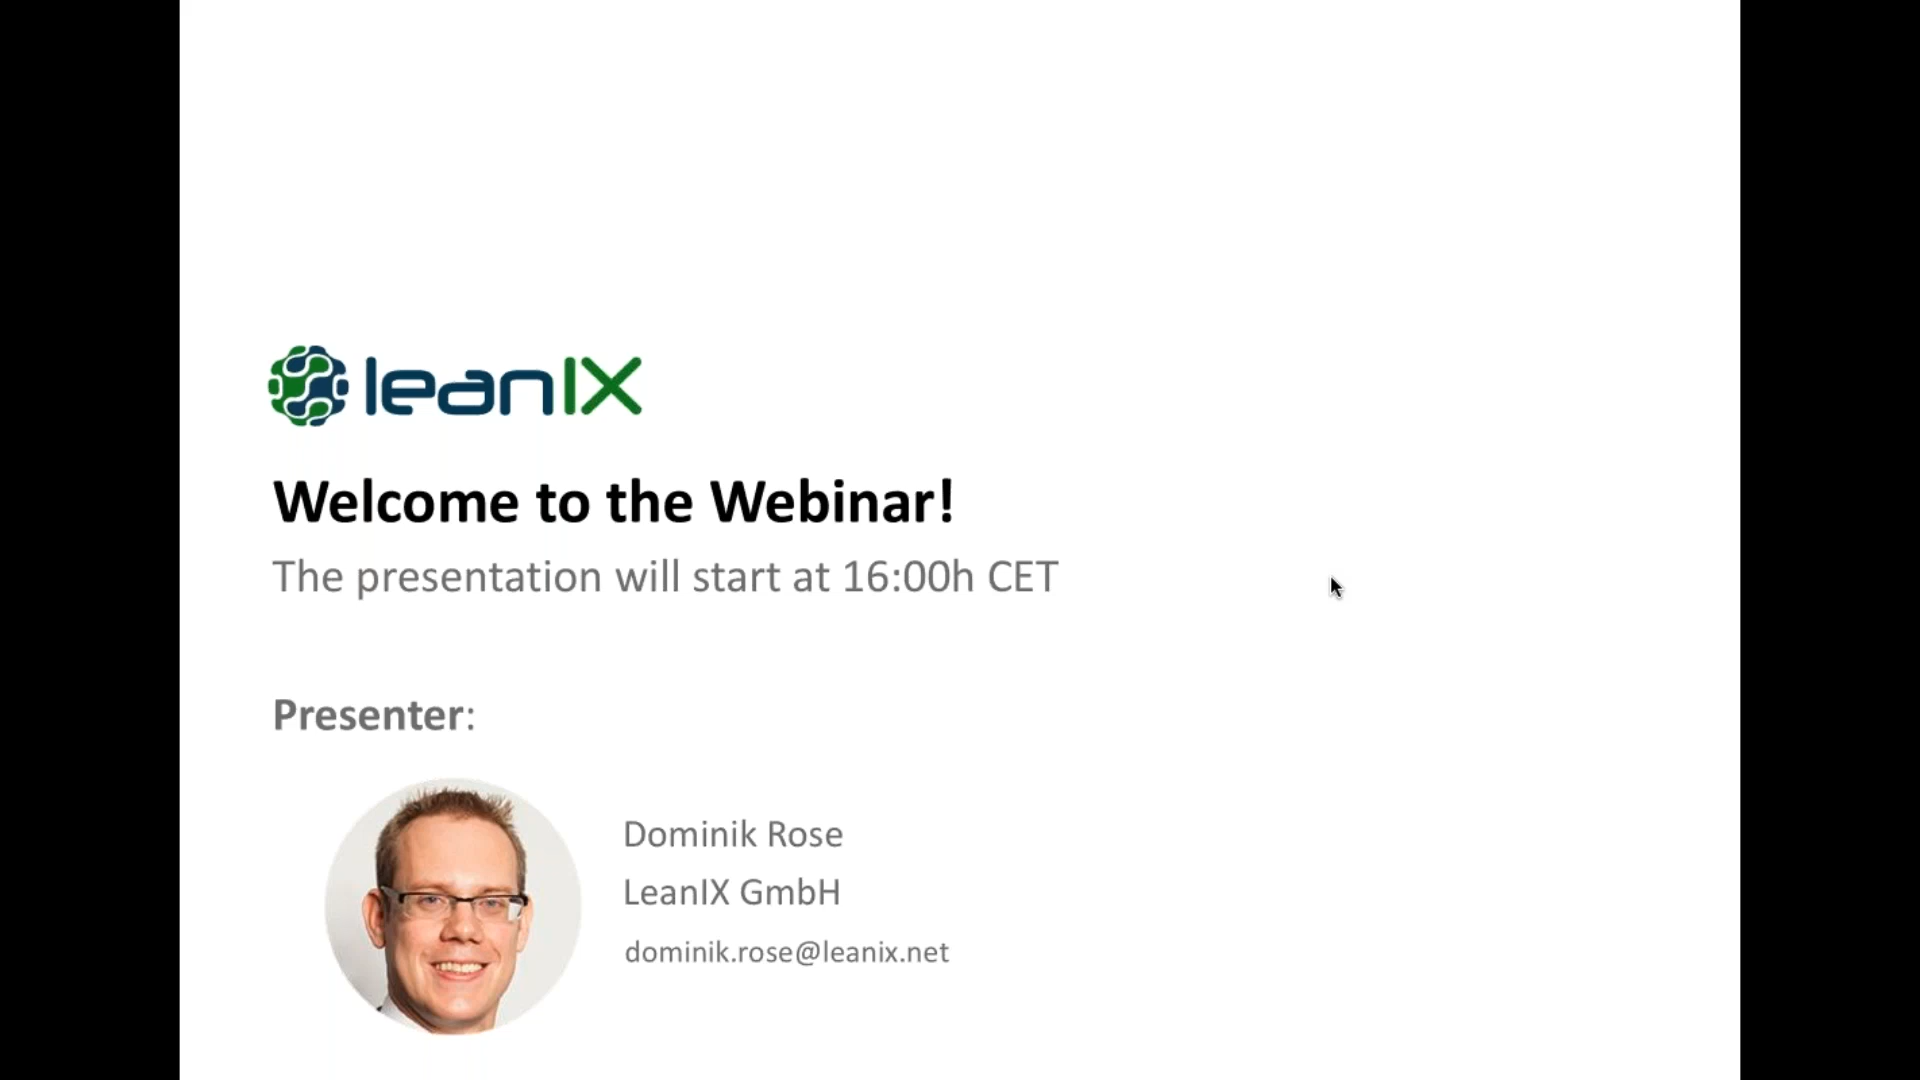 leanIX
Welcome to the Webinar!
The presentation will start at 16:00h CET
Presenter:
Dominik Rose
LeanIX GmbH
dominik.rose@leanix.net